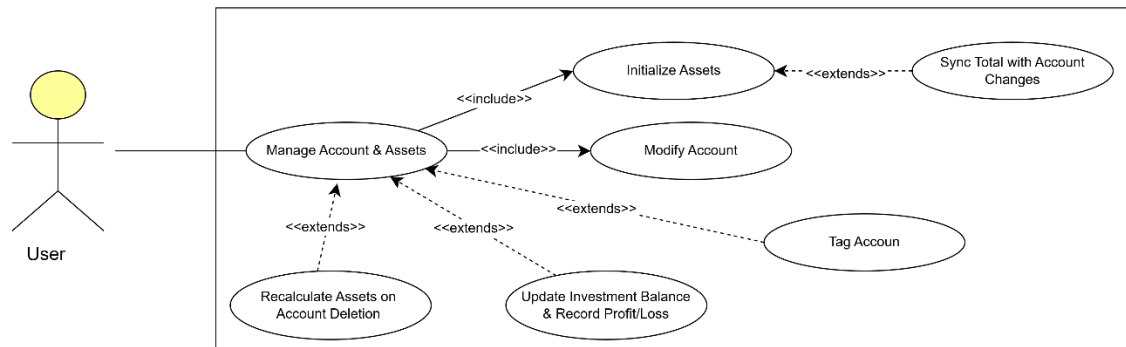 Initialize Assets
<<extends>>
Sync Total with Account
Changes
<<include>>
Manage Account & Assets
<<include>>
Modify Account
<<extends>>
<<extends>>
<<extends>>
Tag Accoun
User
Recalculate Assets on
Account Deletion
Update Investment Balance
& Record Profit/Loss